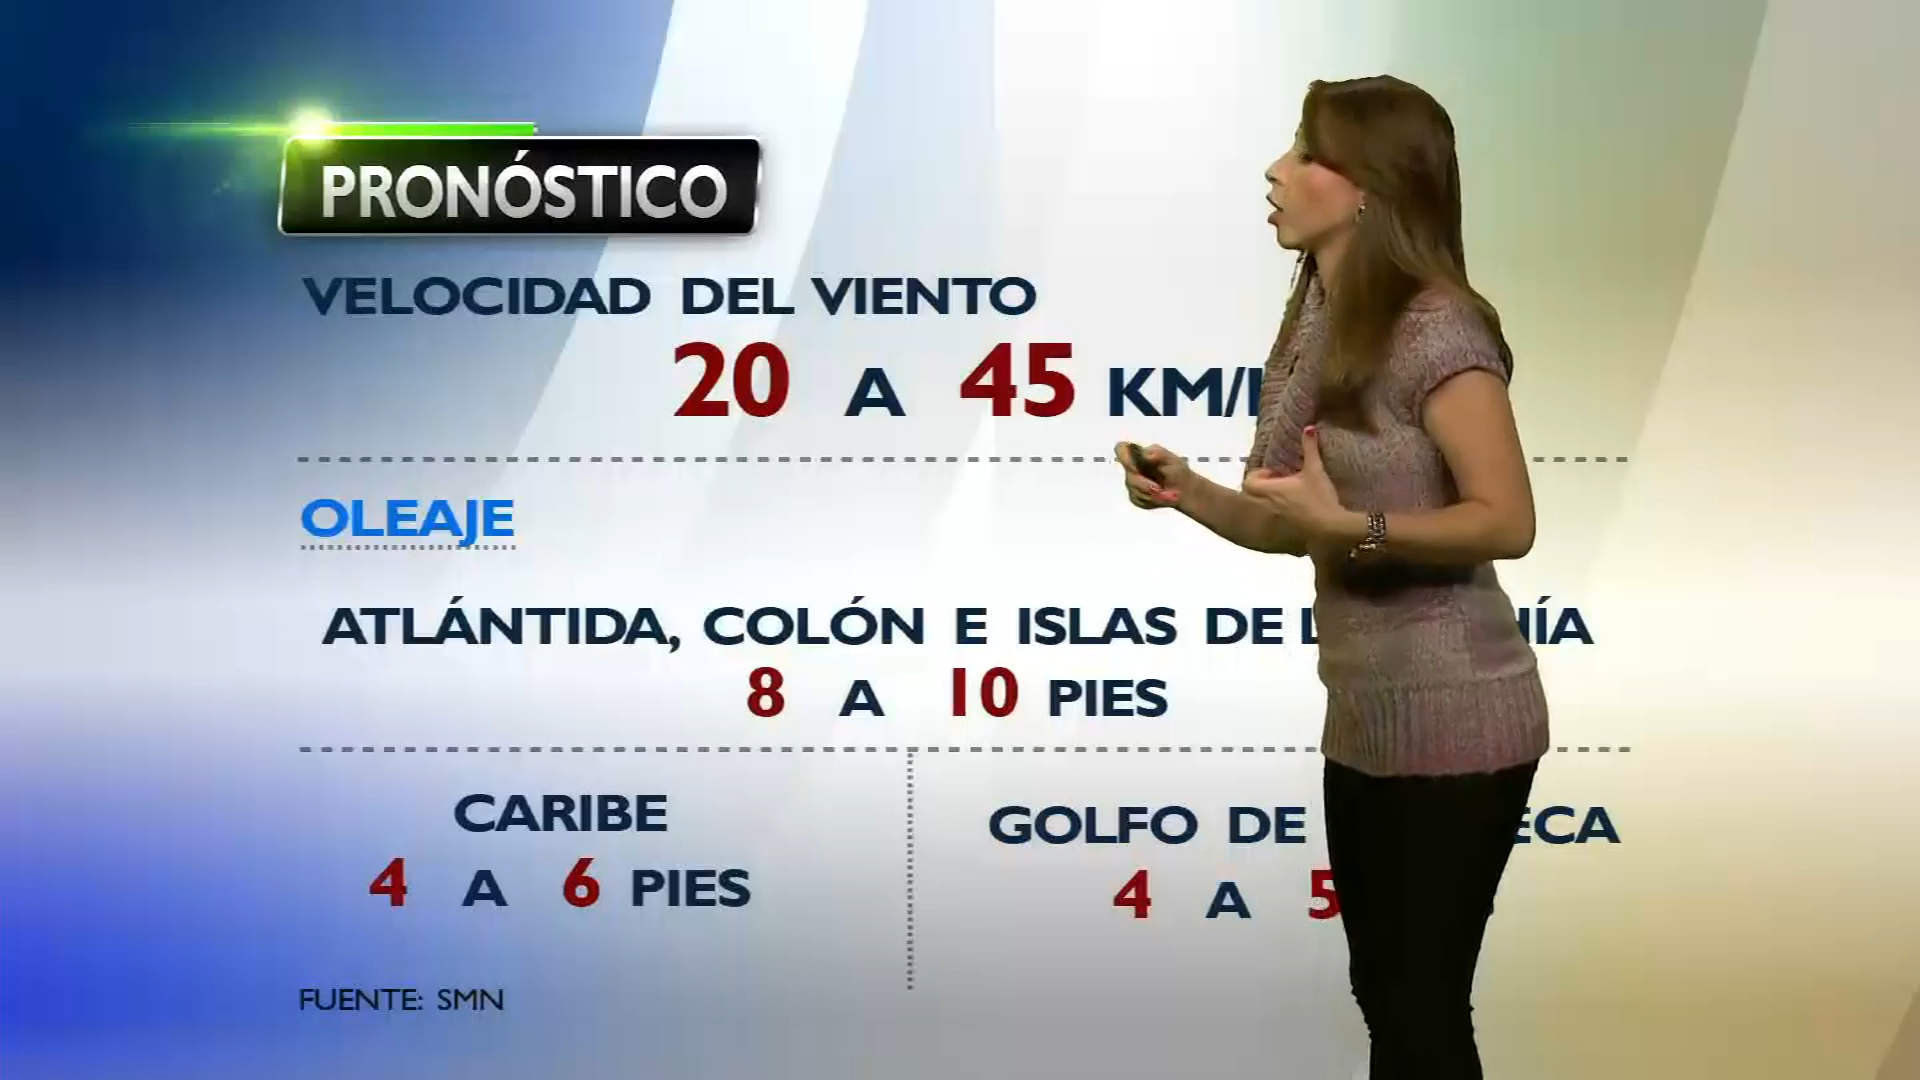 PRONÓSTICO
VELOCIDAD DEL VIENTO
20 A 45 KM/
OLEAJE
ATLÁNTIDA, COLÓN E ISLAS DE
8 A 10 PIES
CARIBE
4 A 6 PIES
GOLFO DE
4 A 5
FUENTE: SMN